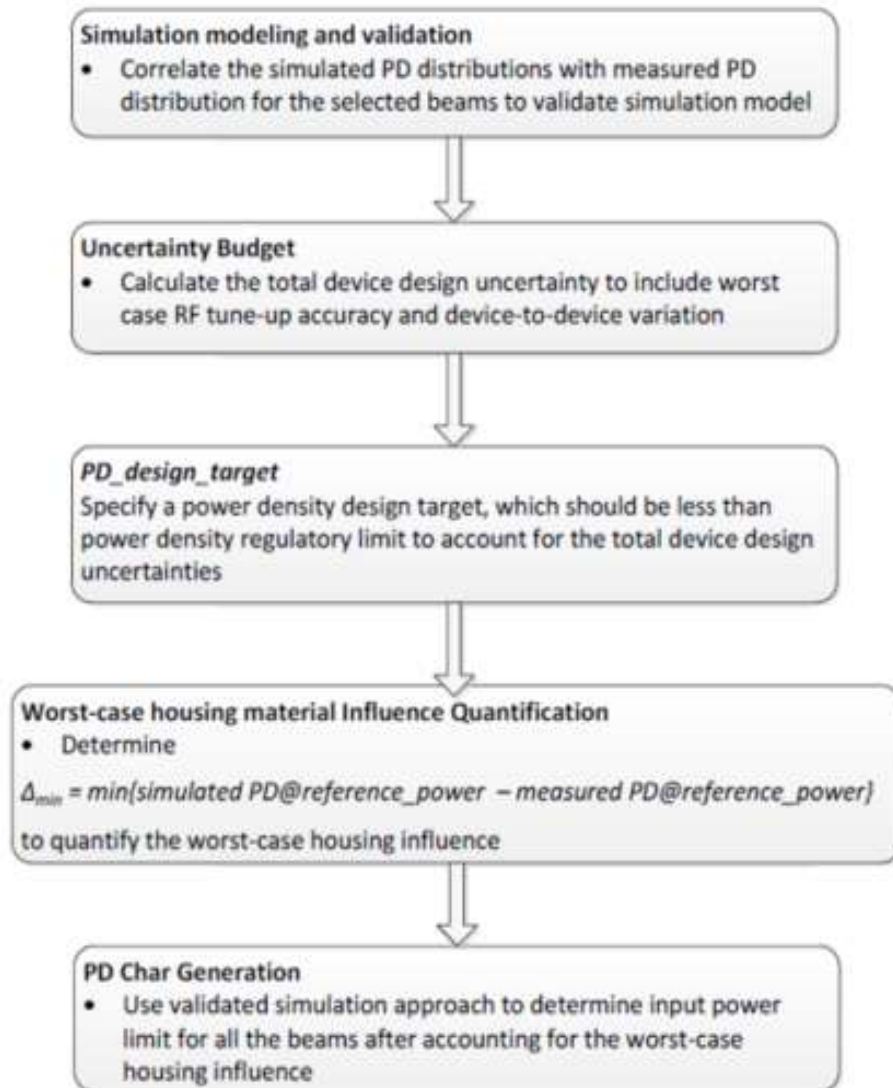 Simulation modeling and validation
• Correlate the simulated PD distributions with measured PD
distribution for the selected beams to validate simulation model
Uncertainty Budget
• Calculate the total device design uncertainty to include worst
case RF tune-up accuracy and device-to-device variation
PD_design_target
Specify a power density design target, which should be less than
power density regulatory limit to account for the total device design
uncertainties
Worst-case housing material Influence Quantification
• Determine
Δmin = min{simulated PD@reference_power – measured PD@reference_power}
to quantify the worst-case housing influence
PD Char Generation
• Use validated simulation approach to determine input power
limit for all the beams after accounting for the worst-case
housing influence